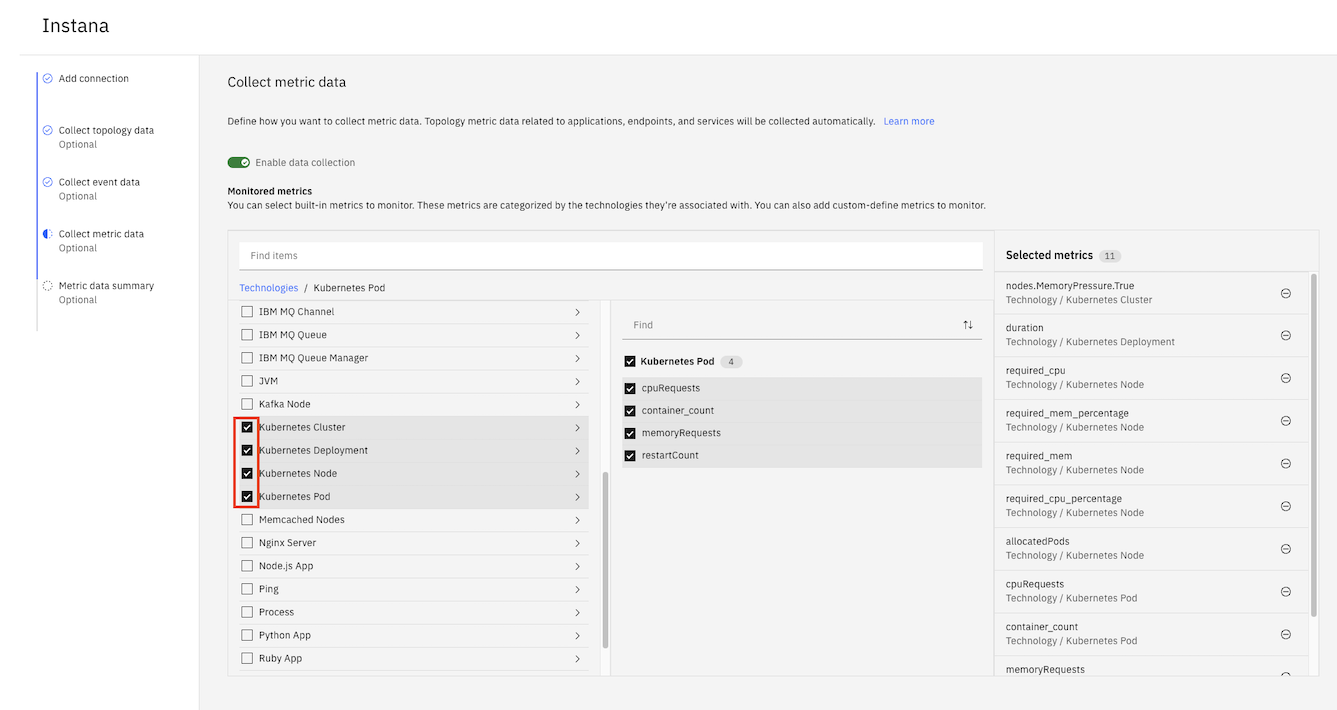 Instana
Add connection
Collect topology data
Optional
Collect event data
Optional
Collect metric data
Optional
Metric data summary
Optional
Collect metric data
Define how you want to collect metric data. Topology metric data related to applications, endpoints, and services will be collected automatically. Learn more
Enable data collection
Monitored metrics
You can select built-in metrics to monitor. These metrics are categorized by the technologies they're associated with. You can also add custom-define metrics to monitor.
Find items
Technologies / Kubernetes Pod
IBM MQ Channel
IBM MQ Queue
IBM MQ Queue Manager
JVM
Kafka Node
Kubernetes Cluster
Kubernetes Deployment
Kubernetes Node
Kubernetes Pod
Memcached Nodes
Nginx Server
Node.js App
Ping
Process
Python App
Ruby App
Find
Kubernetes Pod 4
cpuRequests
container_count
memoryRequests
restartCount
Selected metrics 11
nodes.MemoryPressure.True
Technology / Kubernetes Cluster
duration
Technology / Kubernetes Deployment
required_cpu
Technology / Kubernetes Node
required_mem_percentage
Technology / Kubernetes Node
required_mem
Technology / Kubernetes Node
required_cpu_percentage
Technology / Kubernetes Node
allocatedPods
Technology / Kubernetes Node
cpuRequests
Technology / Kubernetes Pod
container_count
Technology / Kubernetes Pod
memoryRequests